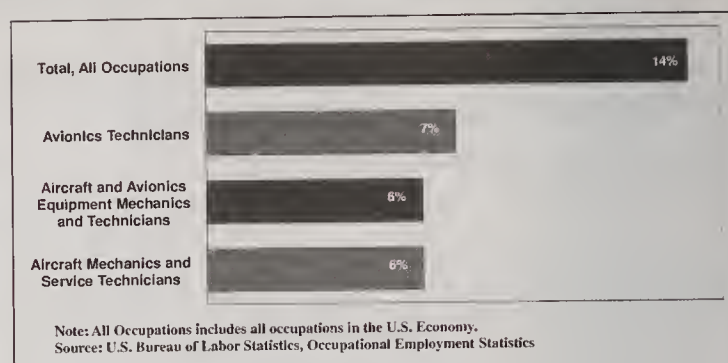 Total, All Occupations
14%
Avionics Technicians
7%
Aircraft and Avionics
Equipment Mechanics
and Technicians
6%
Aircraft Mechanics and
Service Technicians
6%
Note: All Occupations includes all occupations in the U.S. Economy.
Source: U.S. Bureau of Labor Statistics, Occupational Employment Statistics